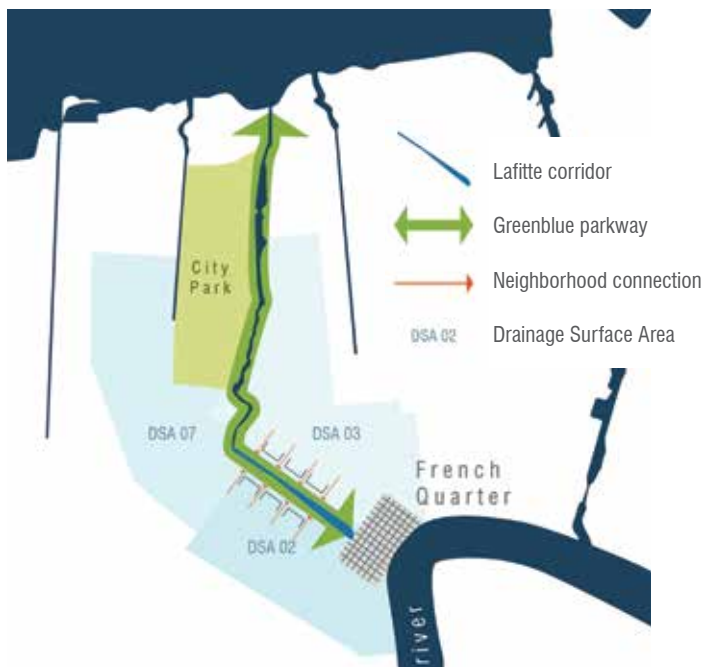 Lafitte corridor
Greenblue parkway
Neighborhood connection
DSA 02 Drainage Surface Area
City
Park
DSA 07
DSA 03
French
Quarter
DSA 02
river